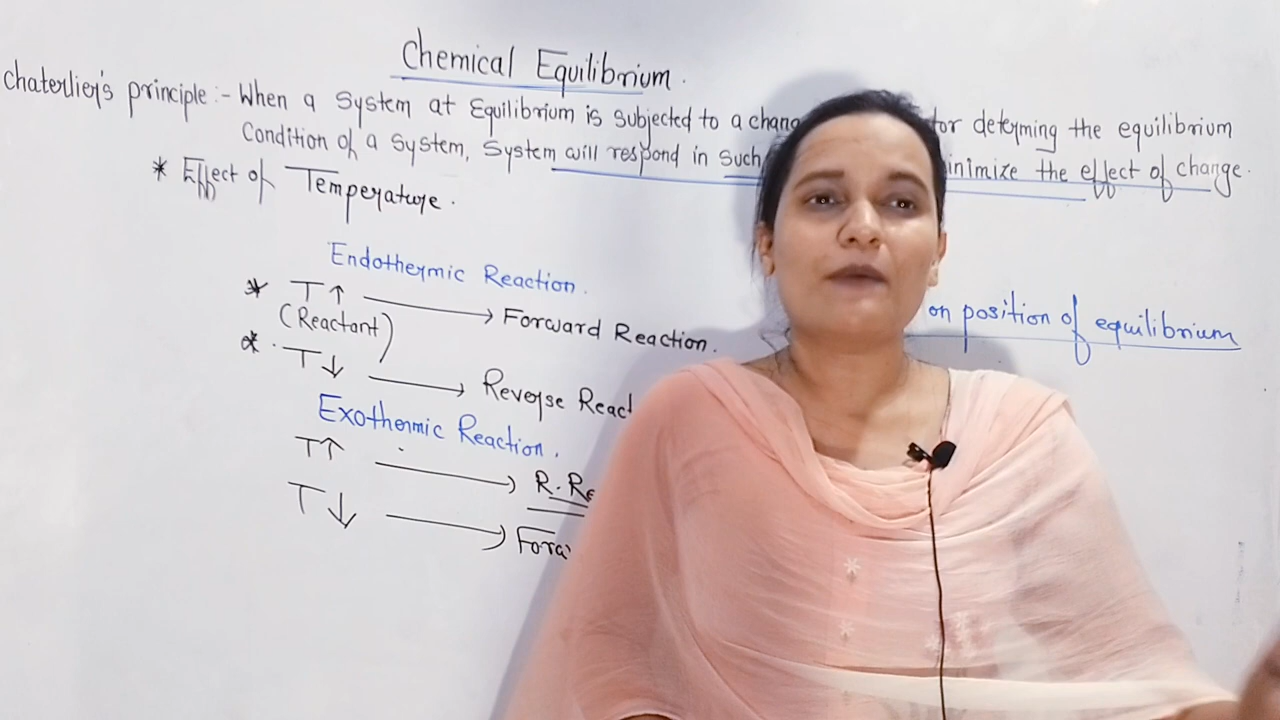 Chemical Equilibrium.
chaterlier's principle :- When a System at Equilibrium is subjected to a chang tor determing the equilibrium
Condition of a system, System will respond in such inimize the effect of change.
* Effect of Temperature.
Endothermic Reaction.
* T↑ → Forward Reaction.
(Reactant)
* T↓ → Reverse React
on position of equilibrium
Exothermic Reaction.
T↑ → R. Re
T↓ → Forw